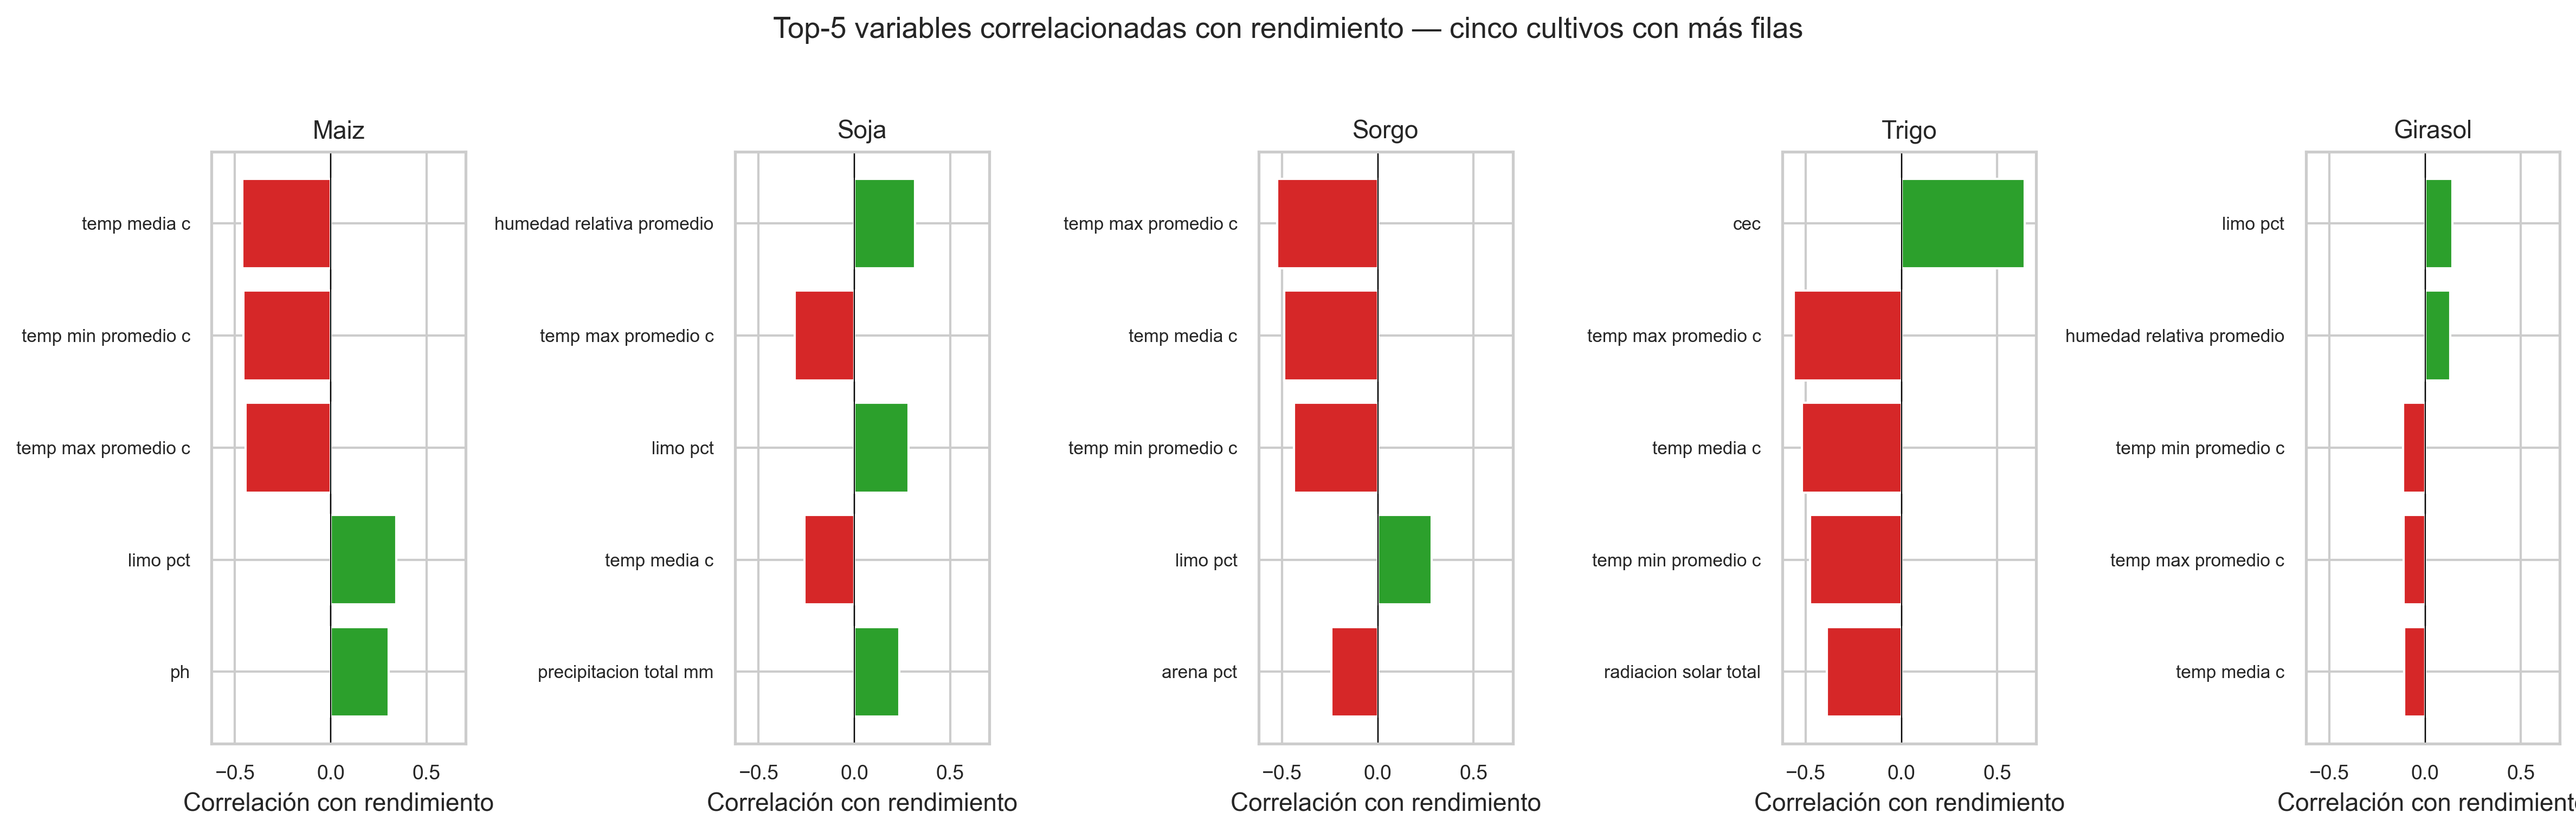 Top-5 variables correlacionadas con rendimiento — cinco cultivos con más filas
Maiz
temp media c
temp min promedio c
temp max promedio c
limo pct
ph
−0.5 0.0 0.5
Correlación con rendimiento
Soja
humedad relativa promedio
temp max promedio c
limo pct
temp media c
precipitacion total mm
−0.5 0.0 0.5
Correlación con rendimiento
Sorgo
temp max promedio c
temp media c
temp min promedio c
limo pct
arena pct
−0.5 0.0 0.5
Correlación con rendimiento
Trigo
cec
temp max promedio c
temp media c
temp min promedio c
radiacion solar total
−0.5 0.0 0.5
Correlación con rendimiento
Girasol
limo pct
humedad relativa promedio
temp min promedio c
temp max promedio c
temp media c
−0.5 0.0 0.5
Correlación con rendimient